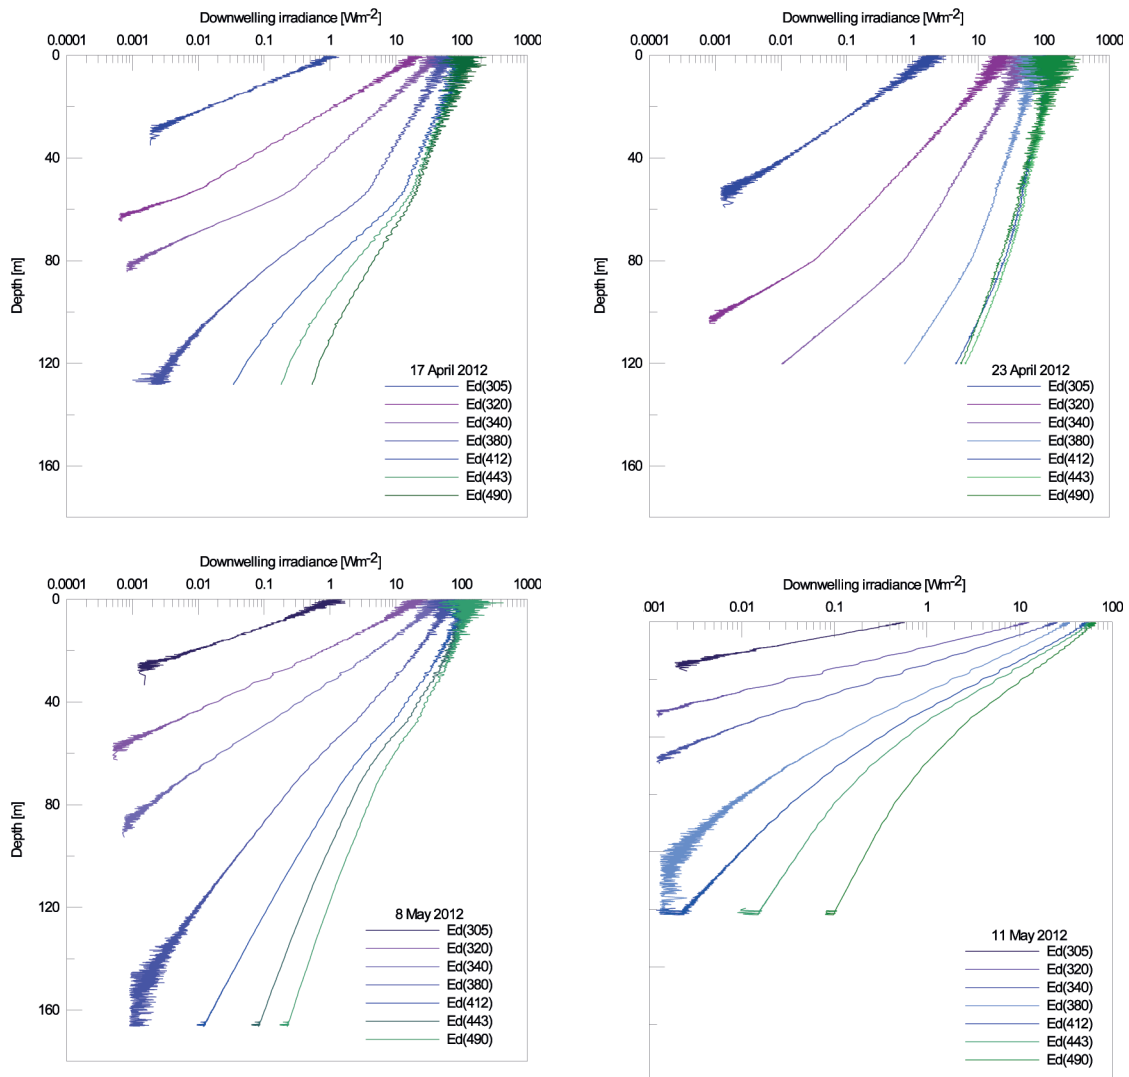 Downwelling irradiance [Wm-2]
0.0001 0.001 0.01 0.1 1 10 100 1000
0
40
80
120
160
Depth [m]
17 April 2012
Ed(305)
Ed(320)
Ed(340)
Ed(380)
Ed(412)
Ed(443)
Ed(490)
Downwelling irradiance [Wm-2]
0.0001 0.001 0.01 0.1 1 10 100 1000
0
40
80
120
160
Depth [m]
23 April 2012
Ed(305)
Ed(320)
Ed(340)
Ed(380)
Ed(412)
Ed(443)
Ed(490)
Downwelling irradiance [Wm-2]
0.0001 0.001 0.01 0.1 1 10 100 1000
0
40
80
120
160
Depth [m]
8 May 2012
Ed(305)
Ed(320)
Ed(340)
Ed(380)
Ed(412)
Ed(443)
Ed(490)
Downwelling irradiance [Wm-2]
001 0.01 0.1 1 10 100
11 May 2012
Ed(305)
Ed(320)
Ed(340)
Ed(380)
Ed(412)
Ed(443)
Ed(490)